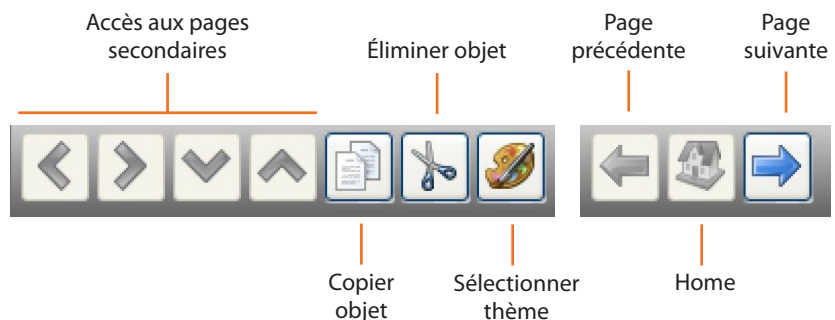 Accès aux pages
secondaires
Éliminer objet
Page
précédente
Page
suivante
Copier
objet
Sélectionner
thème
Home